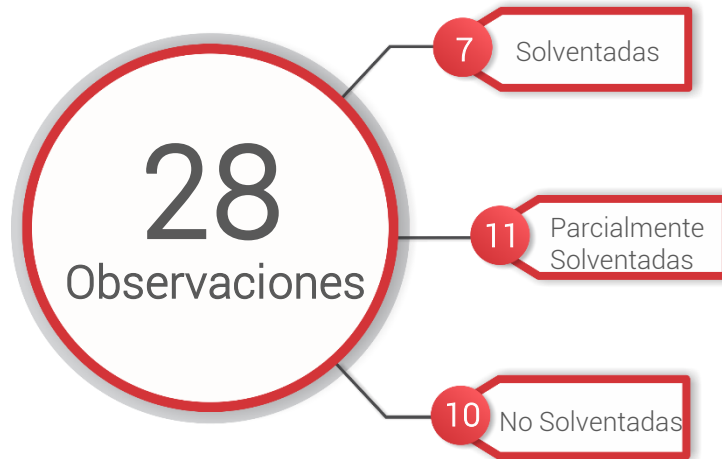 28
Observaciones
7
Solventadas
11
Parcialmente
Solventadas
10
No Solventadas